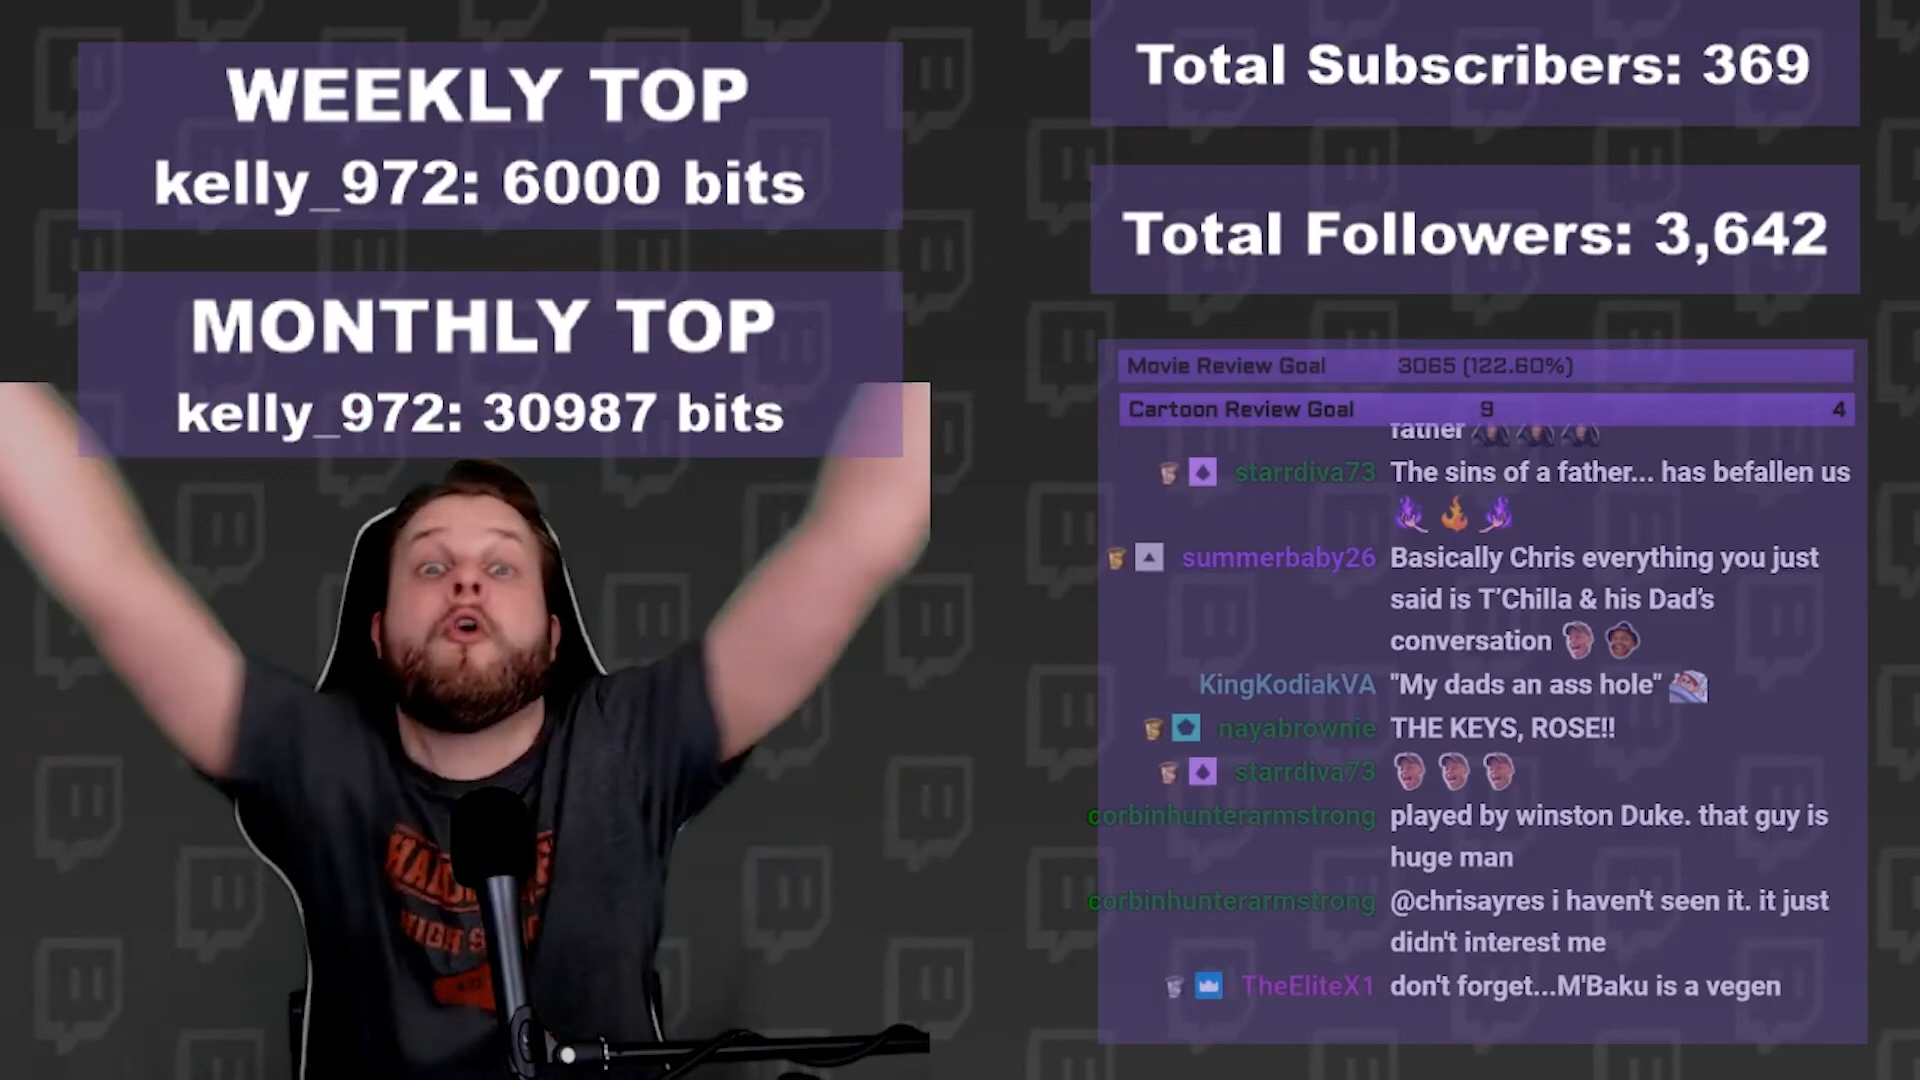 WEEKLY TOP
kelly_972: 6000 bits
MONTHLY TOP
kelly_972: 30987 bits
Total Subscribers: 369
Total Followers: 3,642
Movie Review Goal 3065 (122.60%)
Cartoon Review Goal 9 4
father
starrdiva73 The sins of a father... has befallen us
summerbaby26 Basically Chris everything you just
said is T'Chilla & his Dad's
conversation
KingKodiakVA "My dads an ass hole"
nayabrownie THE KEYS, ROSE!!
starrdiva73
corbinhunterarmstrong played by winston Duke. that guy is
huge man
corbinhunterarmstrong @chrisayres i haven't seen it. it just
didn't interest me
TheEliteX1 don't forget...M'Baku is a vegen
HIGH